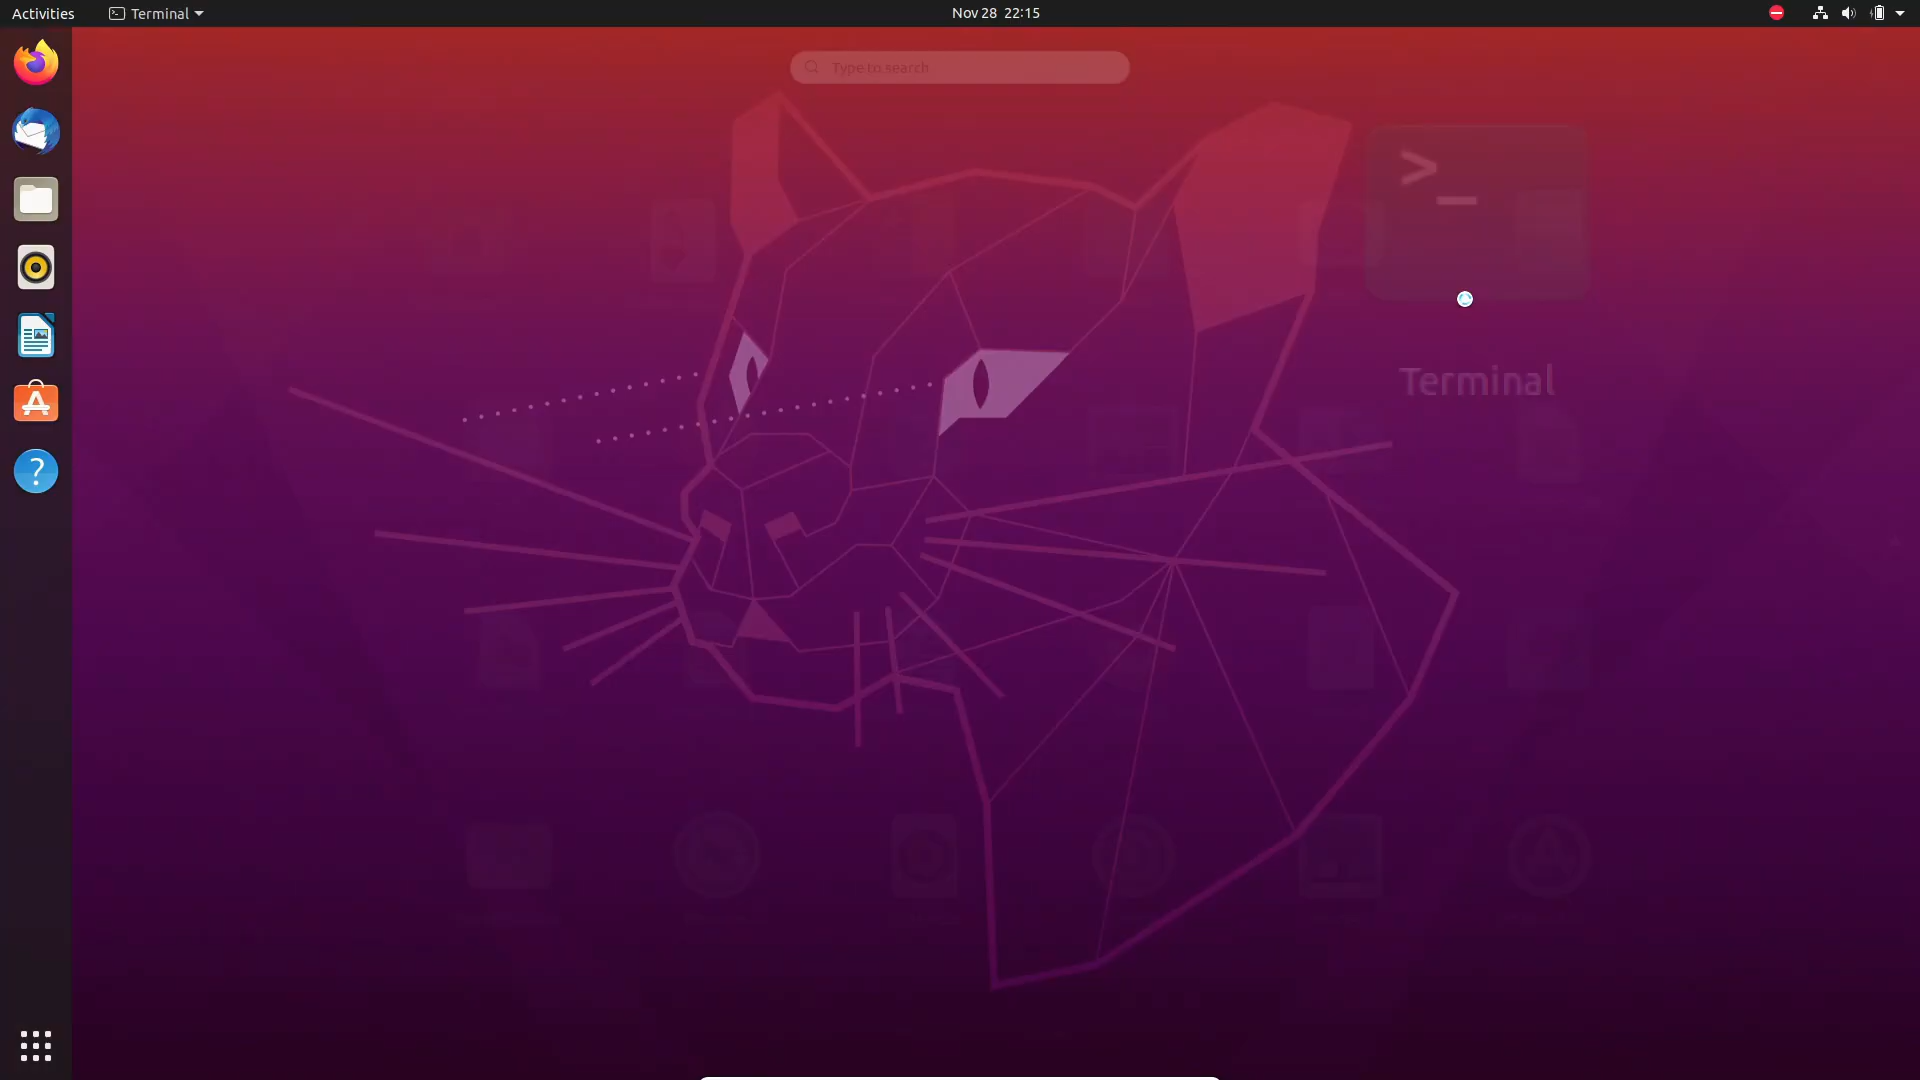 Activities
Terminal
Nov 28 22:15
Type to search
>_
Terminal
?